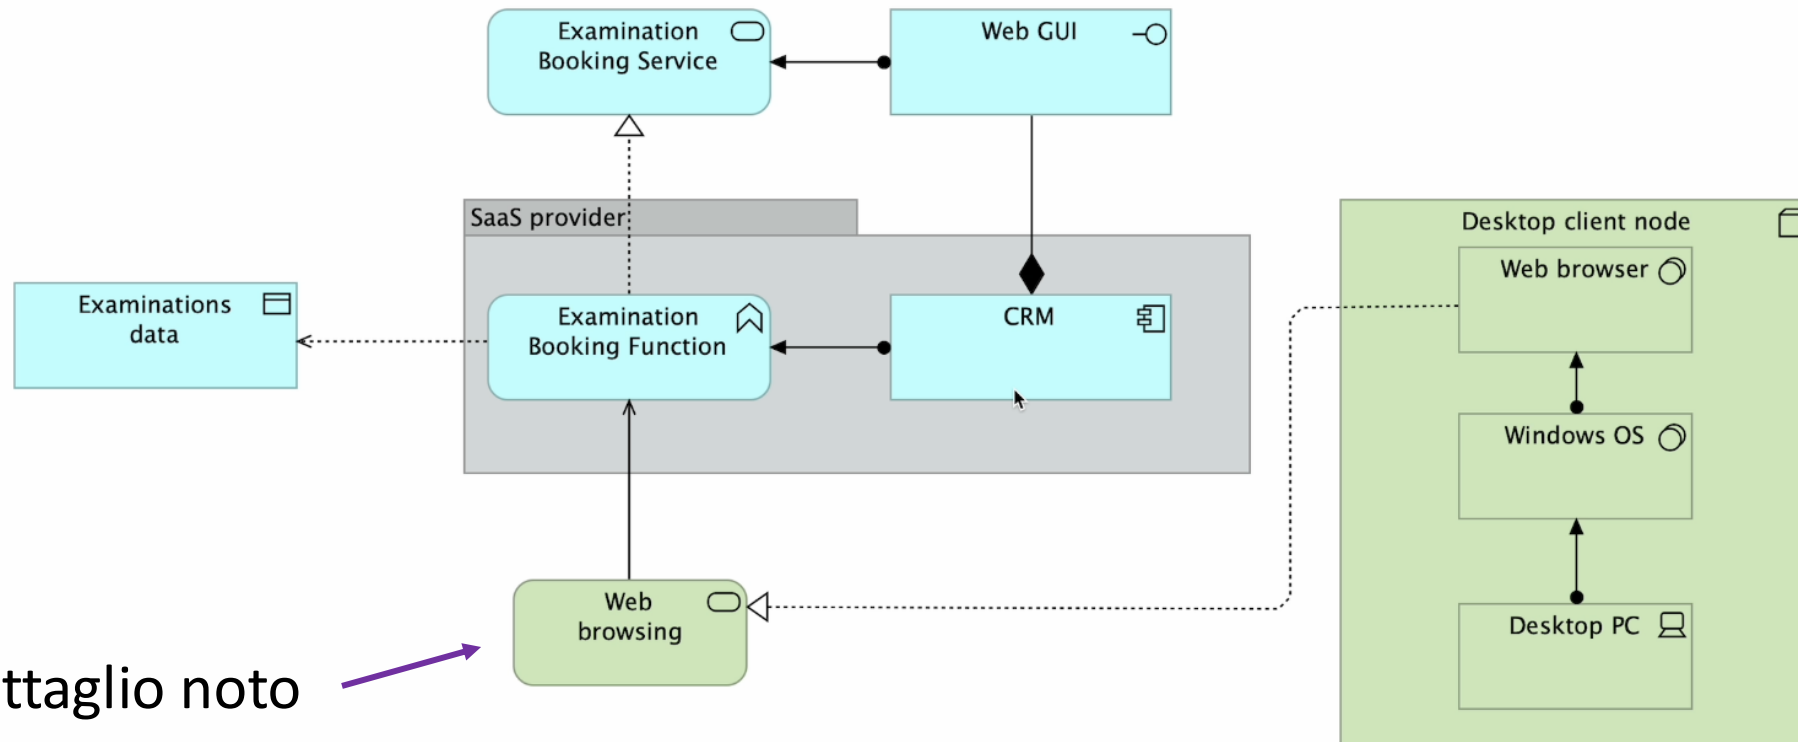 Examination
Booking Service
Web GUI
SaaS provider
Desktop client node
Web browser
Examinations
data
Examination
Booking Function
CRM
Windows OS
Web
browsing
Desktop PC
ttaglio noto